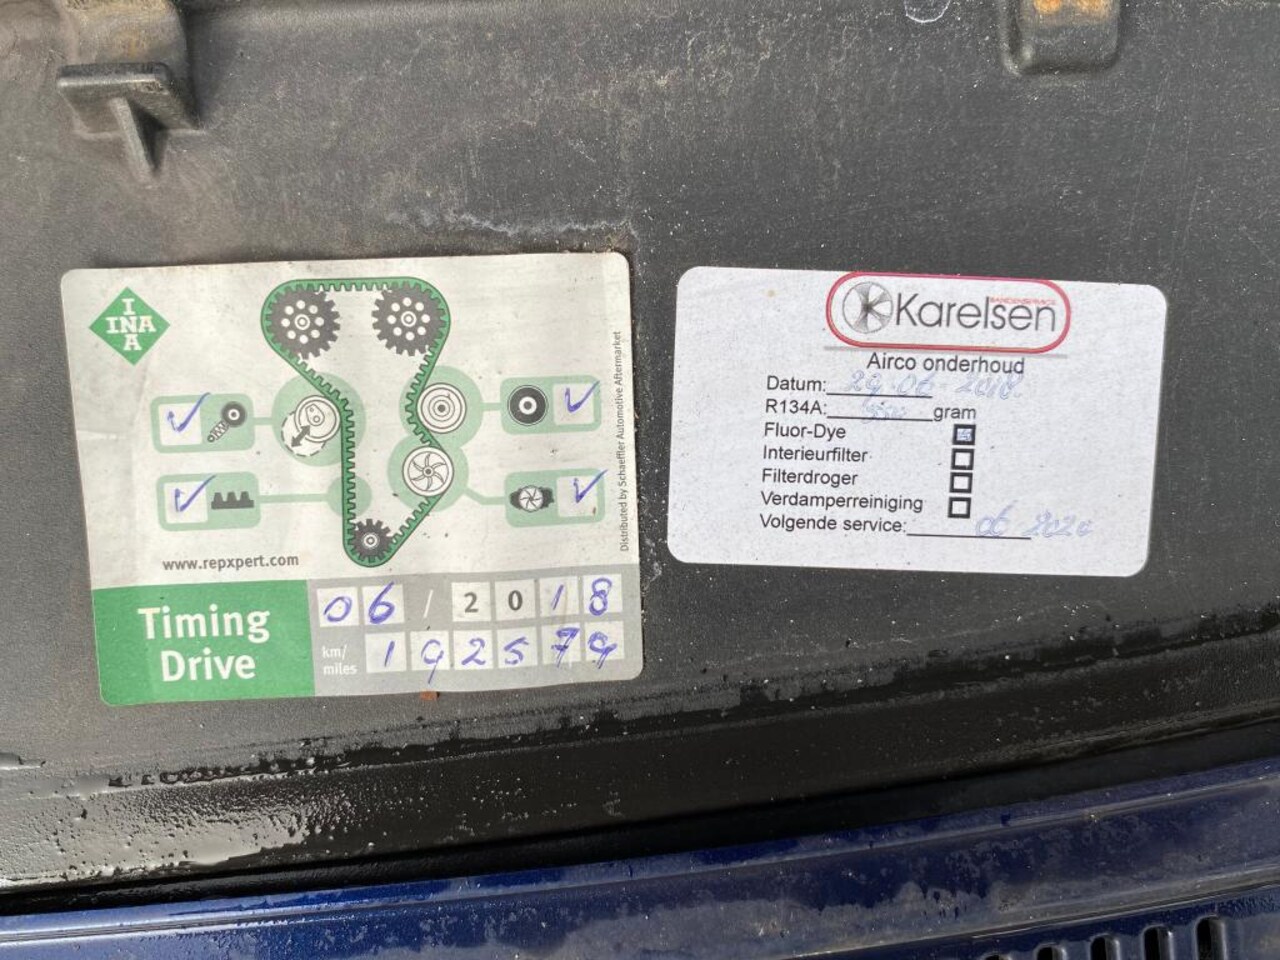 INA
www.repxpert.com
Distributed by Schaeffler Automotive Aftermarket
Timing
Drive
06 / 2018
km/
miles
192579
Karelsen
Airco onderhoud
Datum: 29-06-2018
R134A: gram
Fluor-Dye
Interieurfilter
Filterdroger
Verdamperreiniging
Volgende service: 06 2020